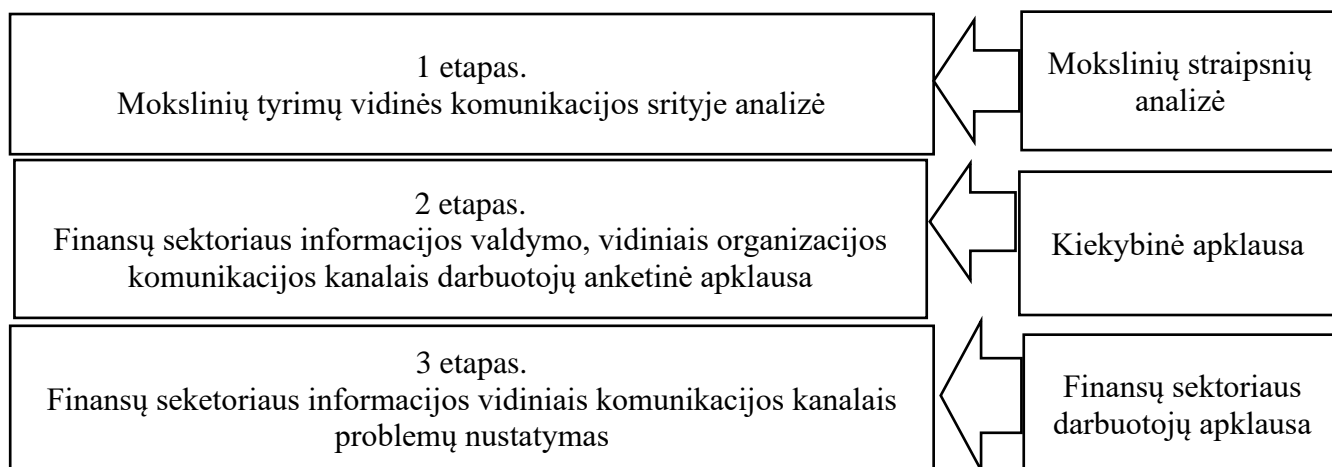 1 etapas.
Mokslinių tyrimų vidinės komunikacijos srityje analizė
Mokslinių straipsnių
analizė
2 etapas.
Finansų sektoriaus informacijos valdymo, vidiniais organizacijos
komunikacijos kanalais darbuotojų anketinė apklausa
Kiekybinė apklausa
3 etapas.
Finansų seketoriaus informacijos vidiniais komunikacijos kanalais
problemų nustatymas
Finansų sektoriaus
darbuotojų apklausa